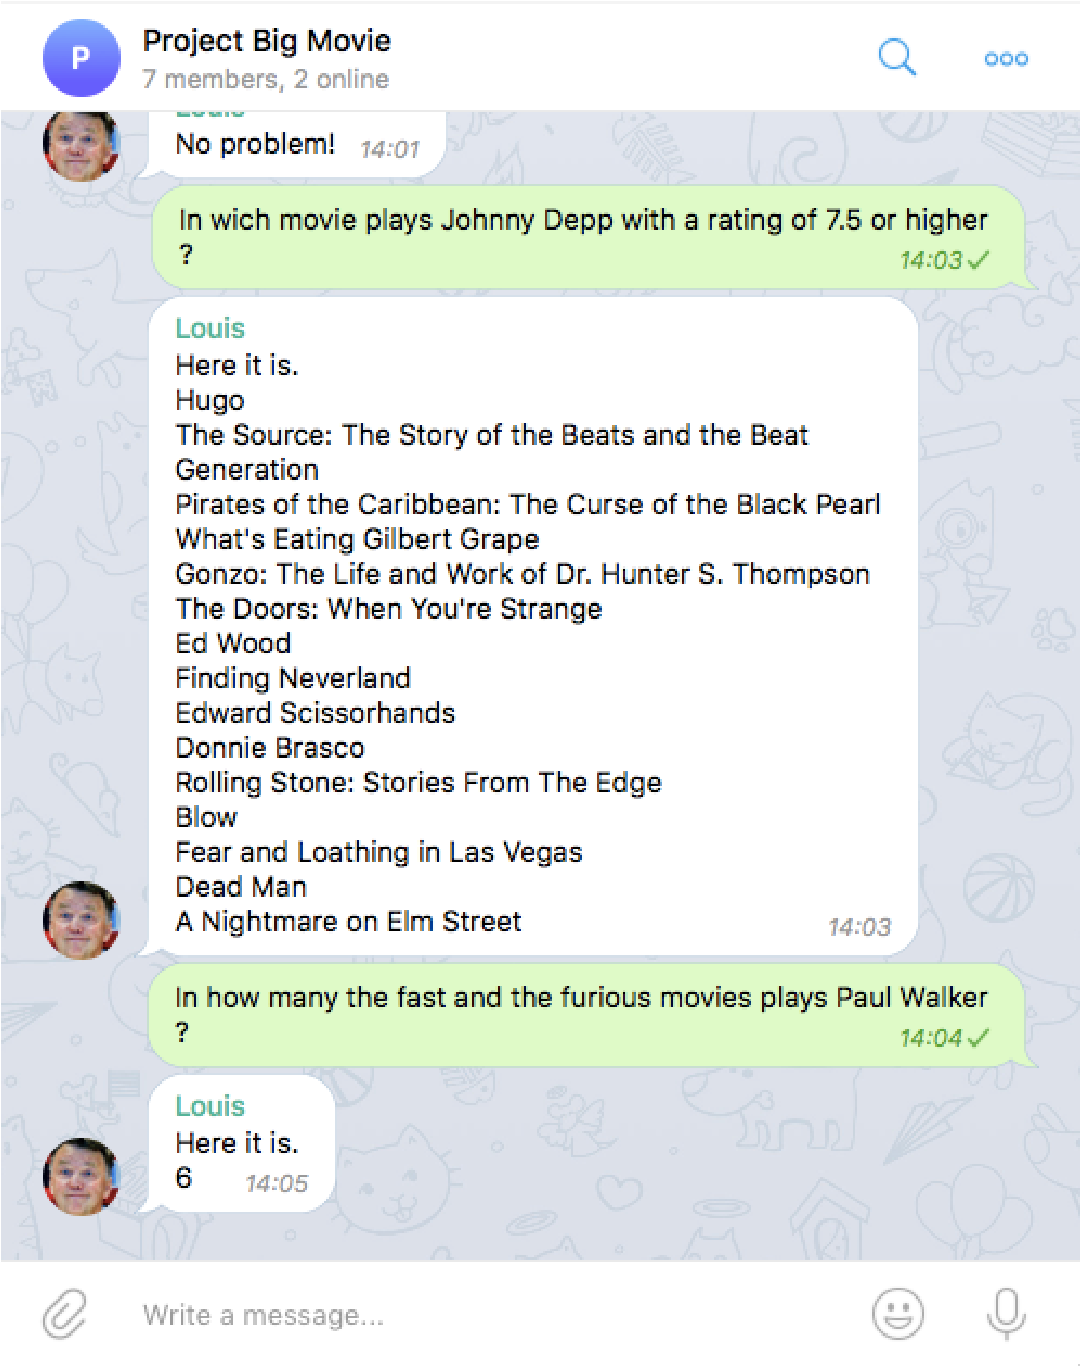 P
Project Big Movie
7 members, 2 online
Louis
No problem! 14:01
In wich movie plays Johnny Depp with a rating of 7.5 or higher
?
14:03
Louis
Here it is.
Hugo
The Source: The Story of the Beats and the Beat
Generation
Pirates of the Caribbean: The Curse of the Black Pearl
What's Eating Gilbert Grape
Gonzo: The Life and Work of Dr. Hunter S. Thompson
The Doors: When You're Strange
Ed Wood
Finding Neverland
Edward Scissorhands
Donnie Brasco
Rolling Stone: Stories From The Edge
Blow
Fear and Loathing in Las Vegas
Dead Man
A Nightmare on Elm Street 14:03
In how many the fast and the furious movies plays Paul Walker
?
14:04
Louis
Here it is.
6 14:05
Write a message...